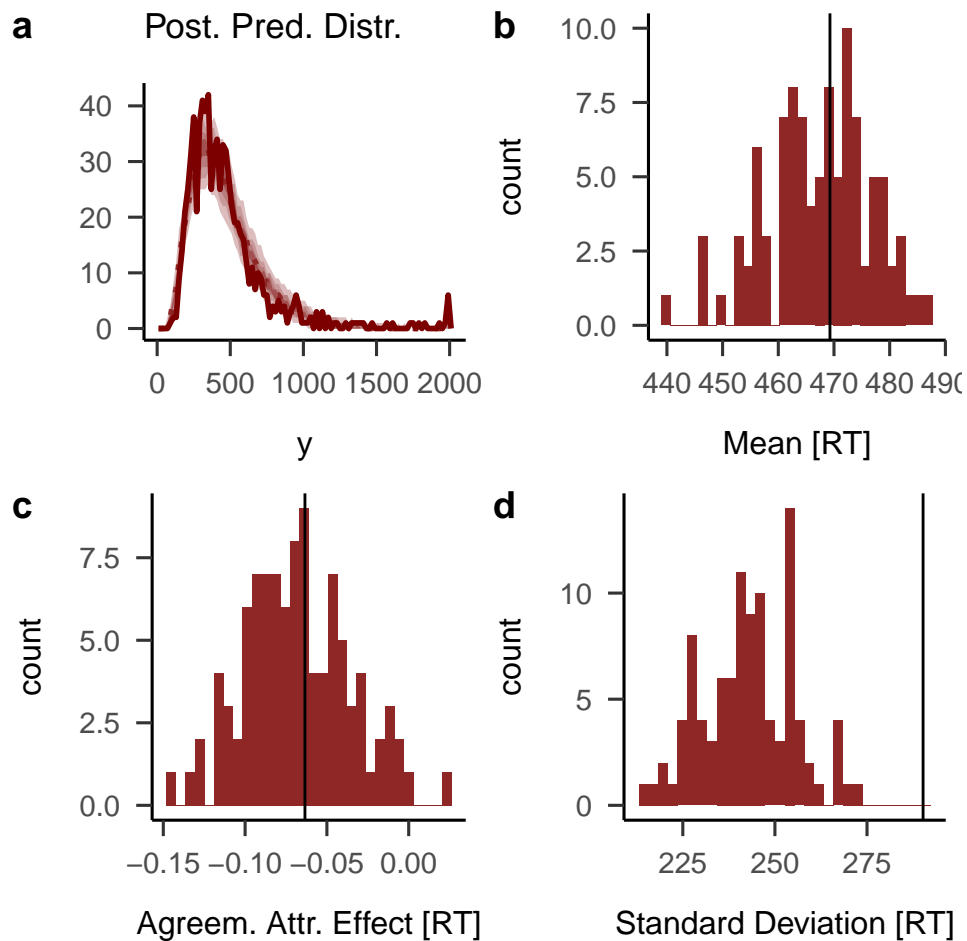 a Post. Pred. Distr.
40
30
20
10
0
0 500 1000 1500 2000
y
b
10.0
7.5
5.0
2.5
0.0
count
440 450 460 470 480 490
Mean [RT]
c
7.5
5.0
2.5
0.0
count
−0.15 −0.10 −0.05 0.00
Agreem. Attr. Effect [RT]
d
10
5
0
count
225 250 275
Standard Deviation [RT]